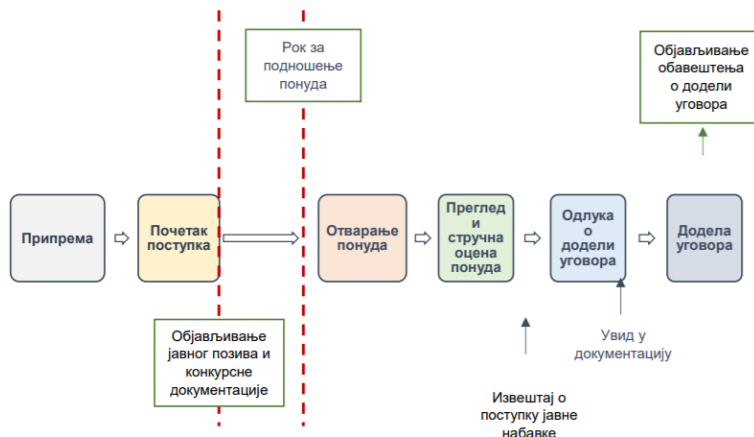 Рок за
подношење
понуда
Објављивање
обавештења
о додели
уговора
Припрема
Почетак
поступка
Отварање
понуда
Преглед
и
стручна
оцена
понуда
Одлука
о
додели
уговора
Додела
уговора
Објављивање
јавног позива и
конкурсне
документације
Увид у
документацију
Извештај о
поступку јавне
набавке